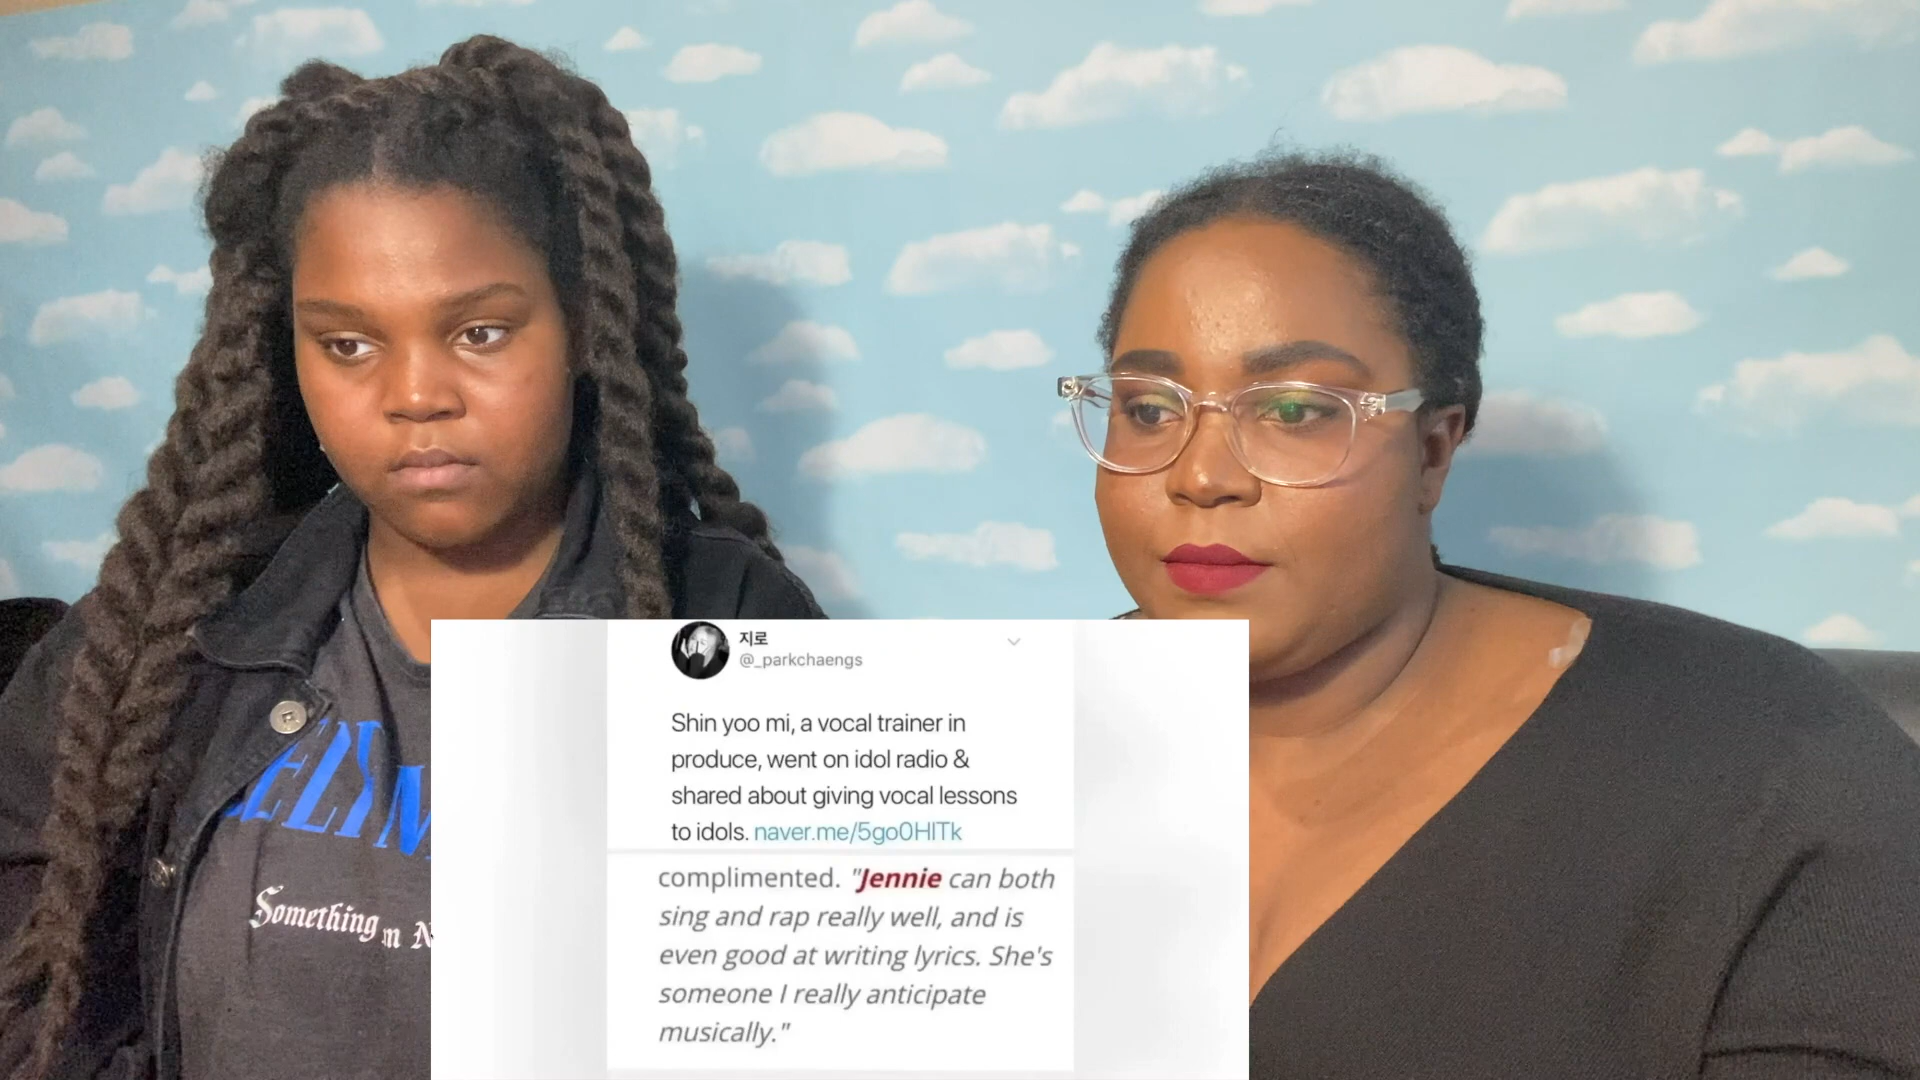 지로
@_parkchaengs
Shin yoo mi, a vocal trainer in
produce, went on idol radio &
shared about giving vocal lessons
to idols. naver.me/5go0HITk
complimented. "Jennie can both
sing and rap really well, and is
even good at writing lyrics. She's
someone I really anticipate
musically."
Something